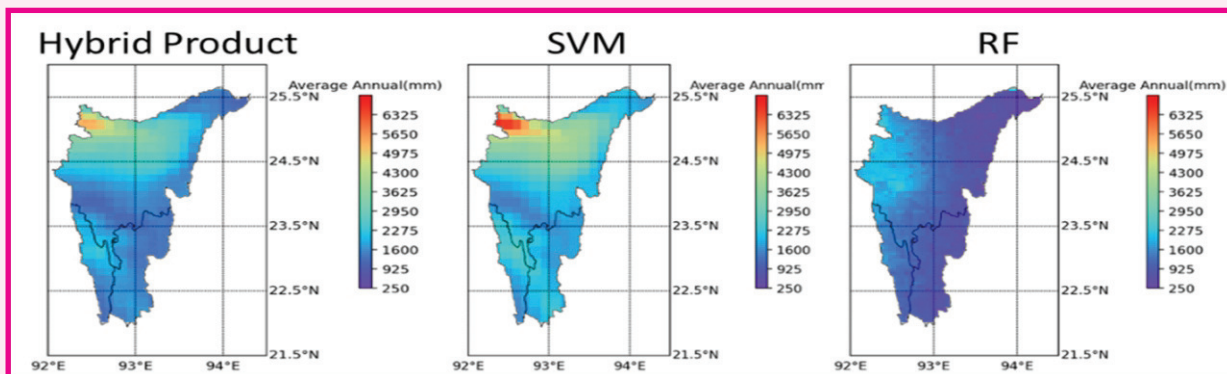 Hybrid Product SVM RF
Average Annual(mm) Average Annual(mm) Average Annual(mm)
25.5°N 25.5°N 25.5°N
6325 6325 6325
5650 5650 5650
4975 4975 4975
24.5°N 24.5°N 24.5°N
4300 4300 4300
3625 3625 3625
2950 2950 2950
23.5°N 23.5°N 23.5°N
2275 2275 2275
1600 1600 1600
925 925 925
22.5°N 22.5°N 22.5°N
250 250 250
21.5°N 21.5°N 21.5°N
92°E 93°E 94°E 92°E 93°E 94°E 92°E 93°E 94°E